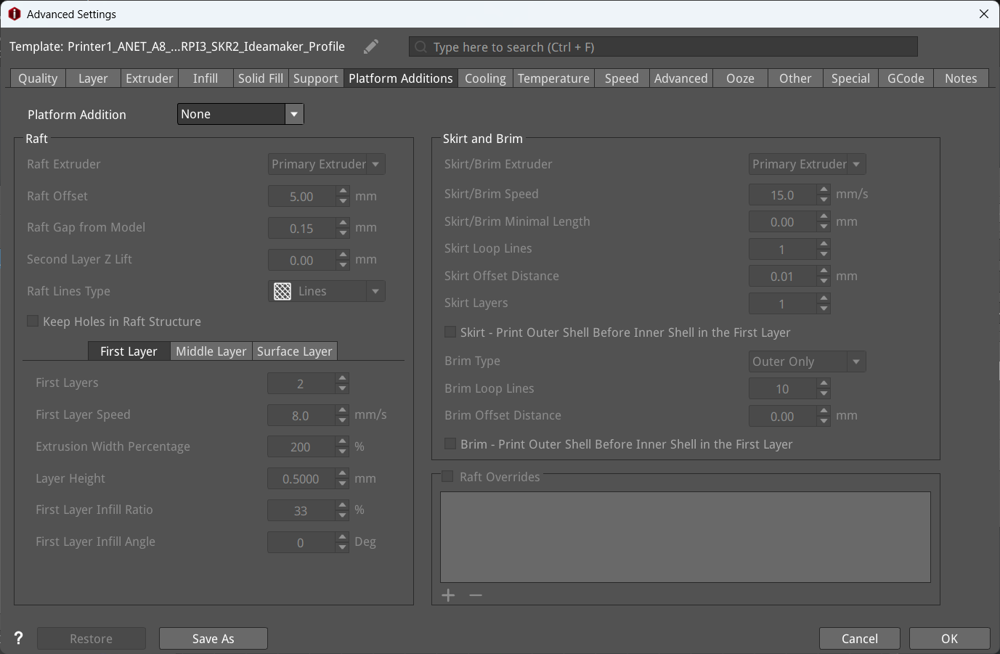 Advanced Settings
Template: Printer1_ANET_A8_...RPI3_SKR2_Ideamaker_Profile
Type here to search (Ctrl + F)
Quality Layer Extruder Infill Solid Fill Support Platform Additions Cooling Temperature Speed Advanced Ooze Other Special GCode Notes
Platform Addition None
Raft
Raft Extruder Primary Extruder
Raft Offset 5.00 mm
Raft Gap from Model 0.15 mm
Second Layer Z Lift 0.00 mm
Raft Lines Type Lines
Keep Holes in Raft Structure
First Layer Middle Layer Surface Layer
First Layers 2
First Layer Speed 8.0 mm/s
Extrusion Width Percentage 200 %
Layer Height 0.5000 mm
First Layer Infill Ratio 33 %
First Layer Infill Angle 0 Deg
Skirt and Brim
Skirt/Brim Extruder Primary Extruder
Skirt/Brim Speed 15.0 mm/s
Skirt/Brim Minimal Length 0.00 mm
Skirt Loop Lines 1
Skirt Offset Distance 0.01 mm
Skirt Layers 1
Skirt - Print Outer Shell Before Inner Shell in the First Layer
Brim Type Outer Only
Brim Loop Lines 10
Brim Offset Distance 0.00 mm
Brim - Print Outer Shell Before Inner Shell in the First Layer
Raft Overrides
? Restore Save As Cancel OK